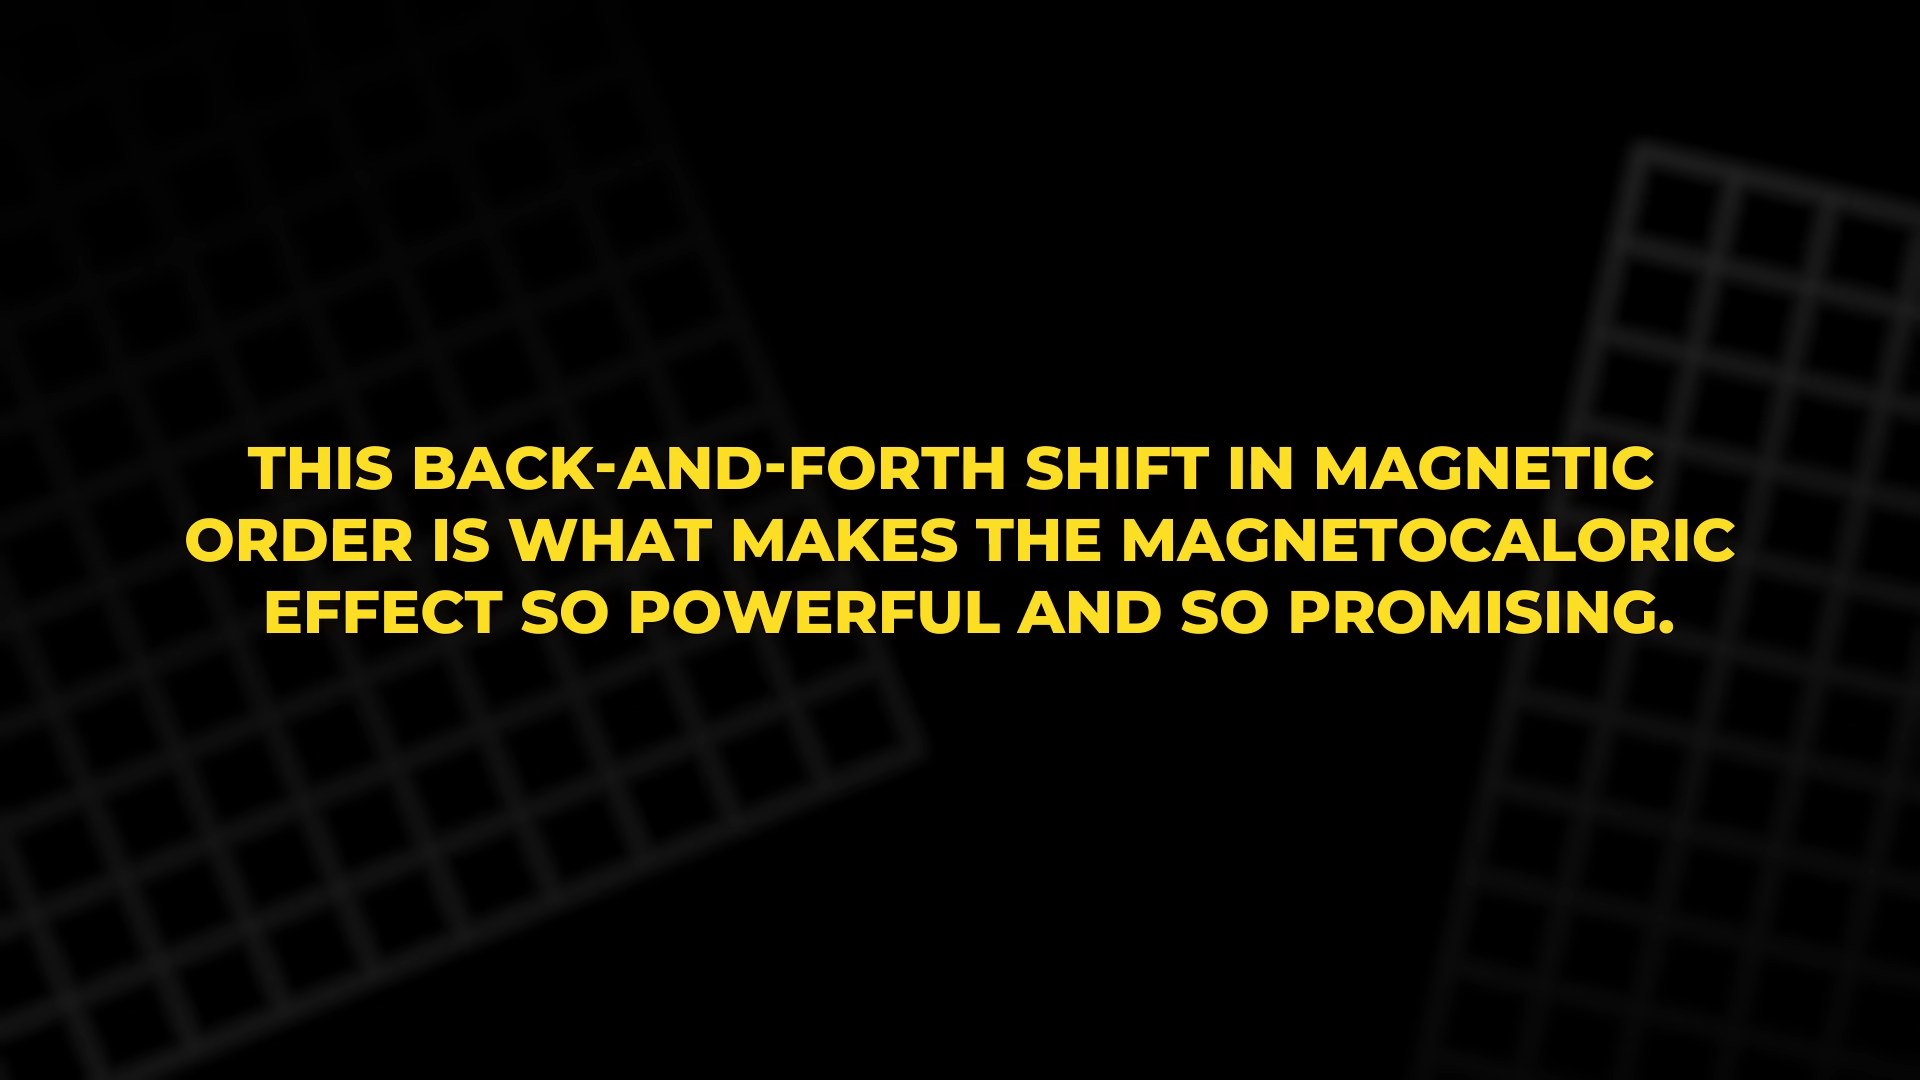 THIS BACK-AND-FORTH SHIFT IN MAGNETIC
ORDER IS WHAT MAKES THE MAGNETOCALORIC
EFFECT SO POWERFUL AND SO PROMISING.